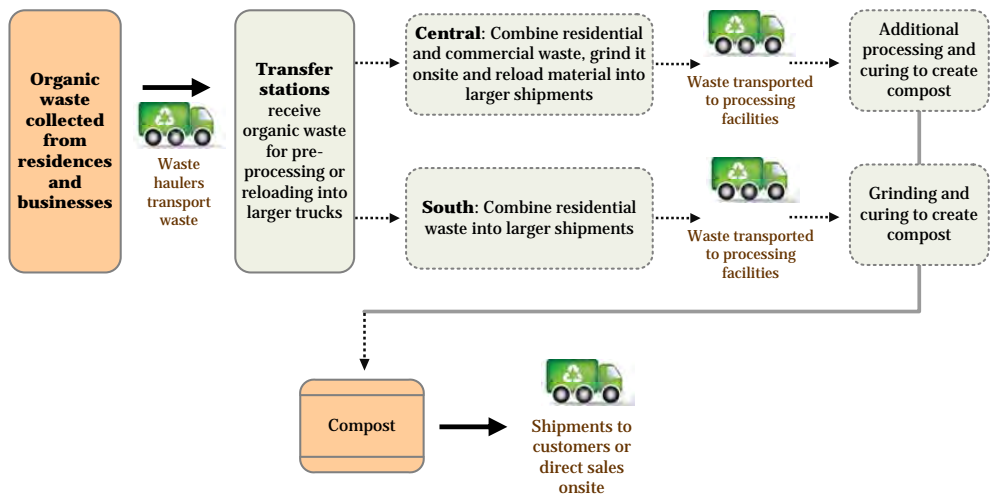 Organic
waste
collected
from
residences
and
businesses
Waste
haulers
transport
waste
Transfer
stations
receive
organic waste
for pre-
processing or
reloading into
larger trucks
Central: Combine residential
and commercial waste, grind it
onsite and reload material into
larger shipments
Waste transported
to processing
facilities
Additional
processing and
curing to create
compost
South: Combine residential
waste into larger shipments
Waste transported
to processing
facilities
Grinding and
curing to create
compost
Compost
Shipments to
customers or
direct sales
onsite